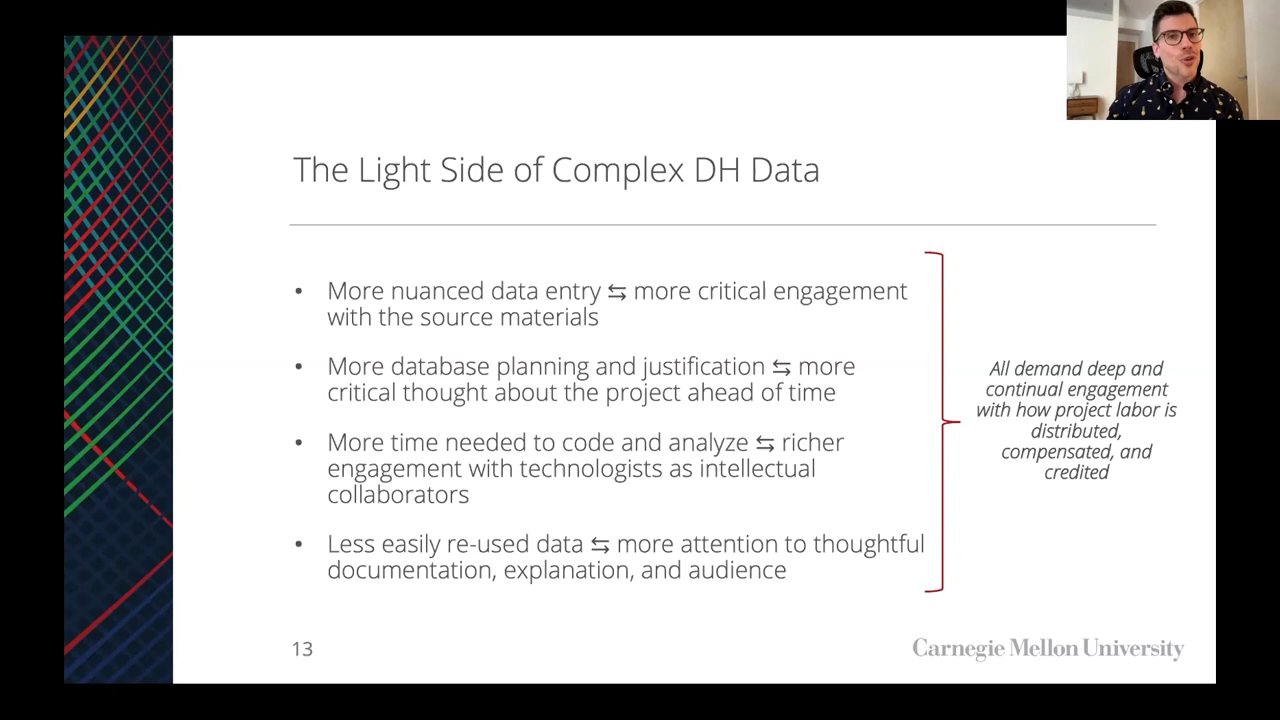 The Light Side of Complex DH Data
• More nuanced data entry ⇆ more critical engagement
with the source materials
• More database planning and justification ⇆ more
critical thought about the project ahead of time
• More time needed to code and analyze ⇆ richer
engagement with technologists as intellectual
collaborators
• Less easily re-used data ⇆ more attention to thoughtful
documentation, explanation, and audience
All demand deep and
continual engagement
with how project labor is
distributed,
compensated, and
credited
13
Carnegie Mellon University